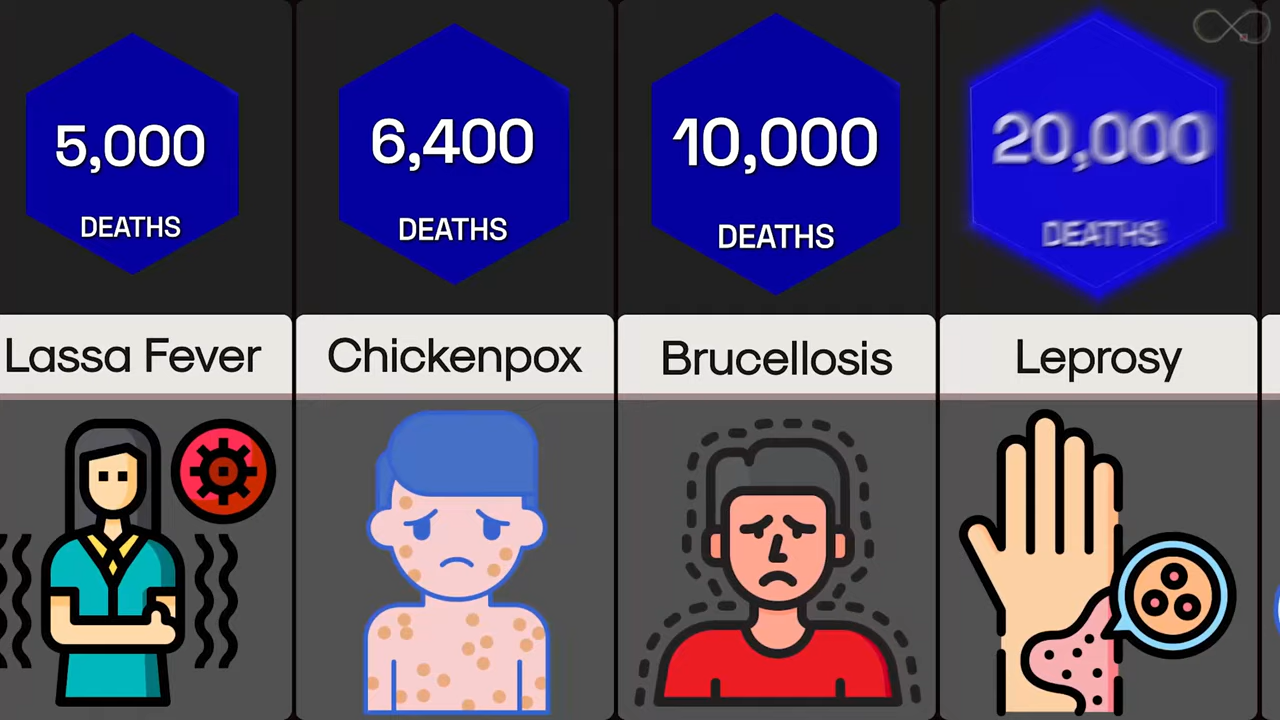 5,000
DEATHS
Lassa Fever
6,400
DEATHS
Chickenpox
10,000
DEATHS
Brucellosis
20,000
DEATHS
Leprosy